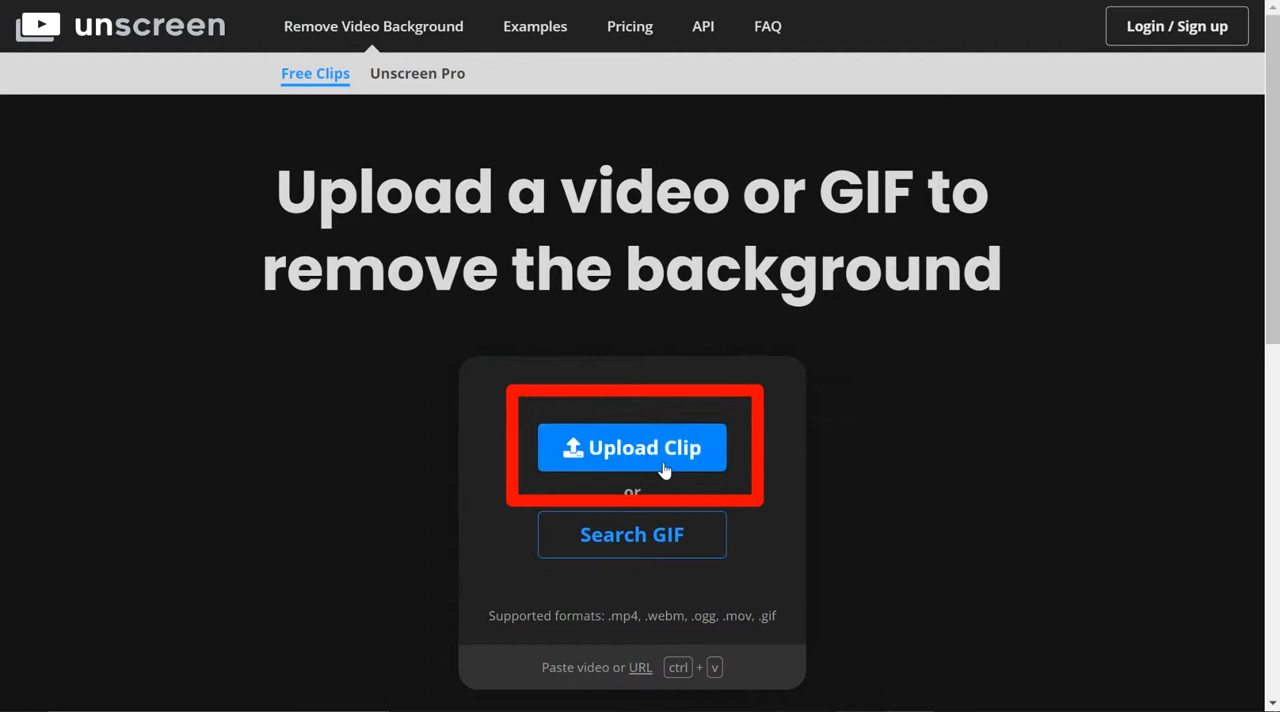 unscreen
Remove Video Background Examples Pricing API FAQ
Login / Sign up
Free Clips Unscreen Pro
Upload a video or GIF to
remove the background
Upload Clip
or
Search GIF
Supported formats: .mp4, .webm, .ogg, .mov, .gif
Paste video or URL ctrl + v